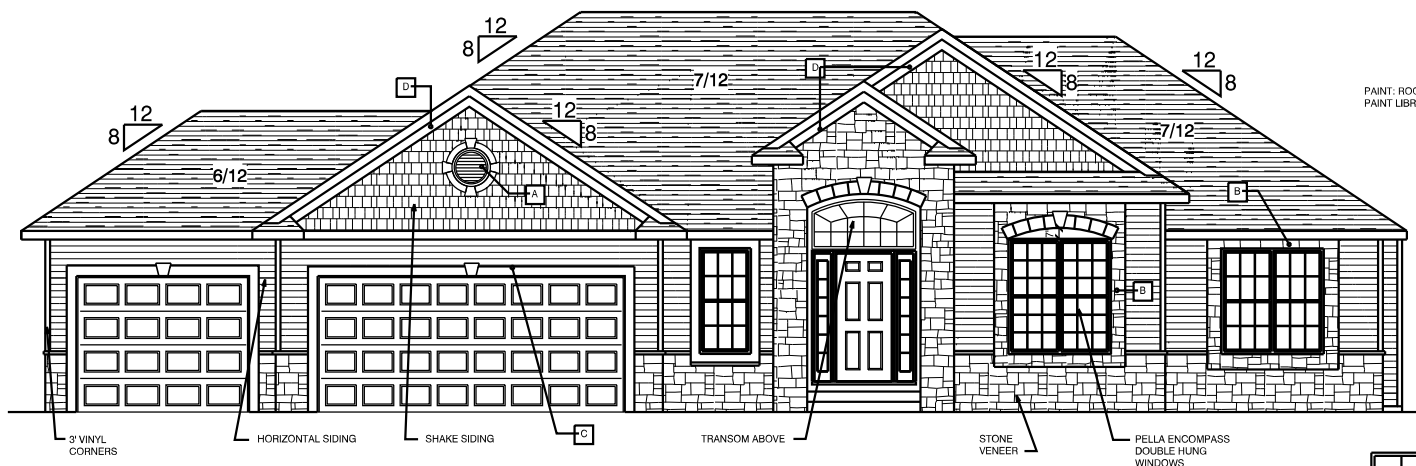 12
8
12
8
12
8
12
8
12
8
7/12
7/12
6/12
D
D
A
B
B
C
PAINT: ROO
PAINT LIBR
3' VINYL
CORNERS
HORIZONTAL SIDING
SHAKE SIDING
TRANSOM ABOVE
STONE
VENEER
PELLA ENCOMPASS
DOUBLE HUNG
WINDOWS